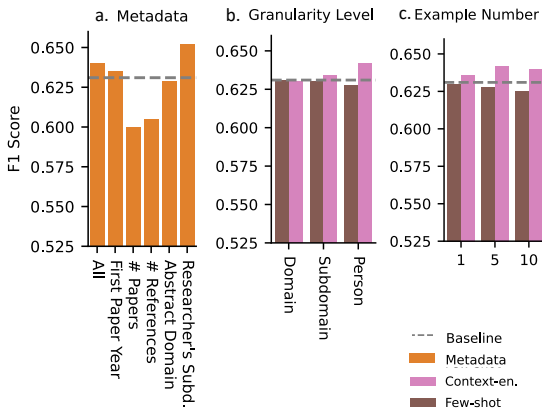 a. Metadata
b. Granularity Level
c. Example Number
F1 Score
0.650
0.625
0.600
0.575
0.550
0.525
All
First Paper Year
# Papers
# References
Abstract Domain
Researcher's Subd.
0.650
0.625
0.600
0.575
0.550
0.525
Domain
Subdomain
Person
0.650
0.625
0.600
0.575
0.550
0.525
1 5 10
Baseline
Metadata
Context-en.
Few-shot